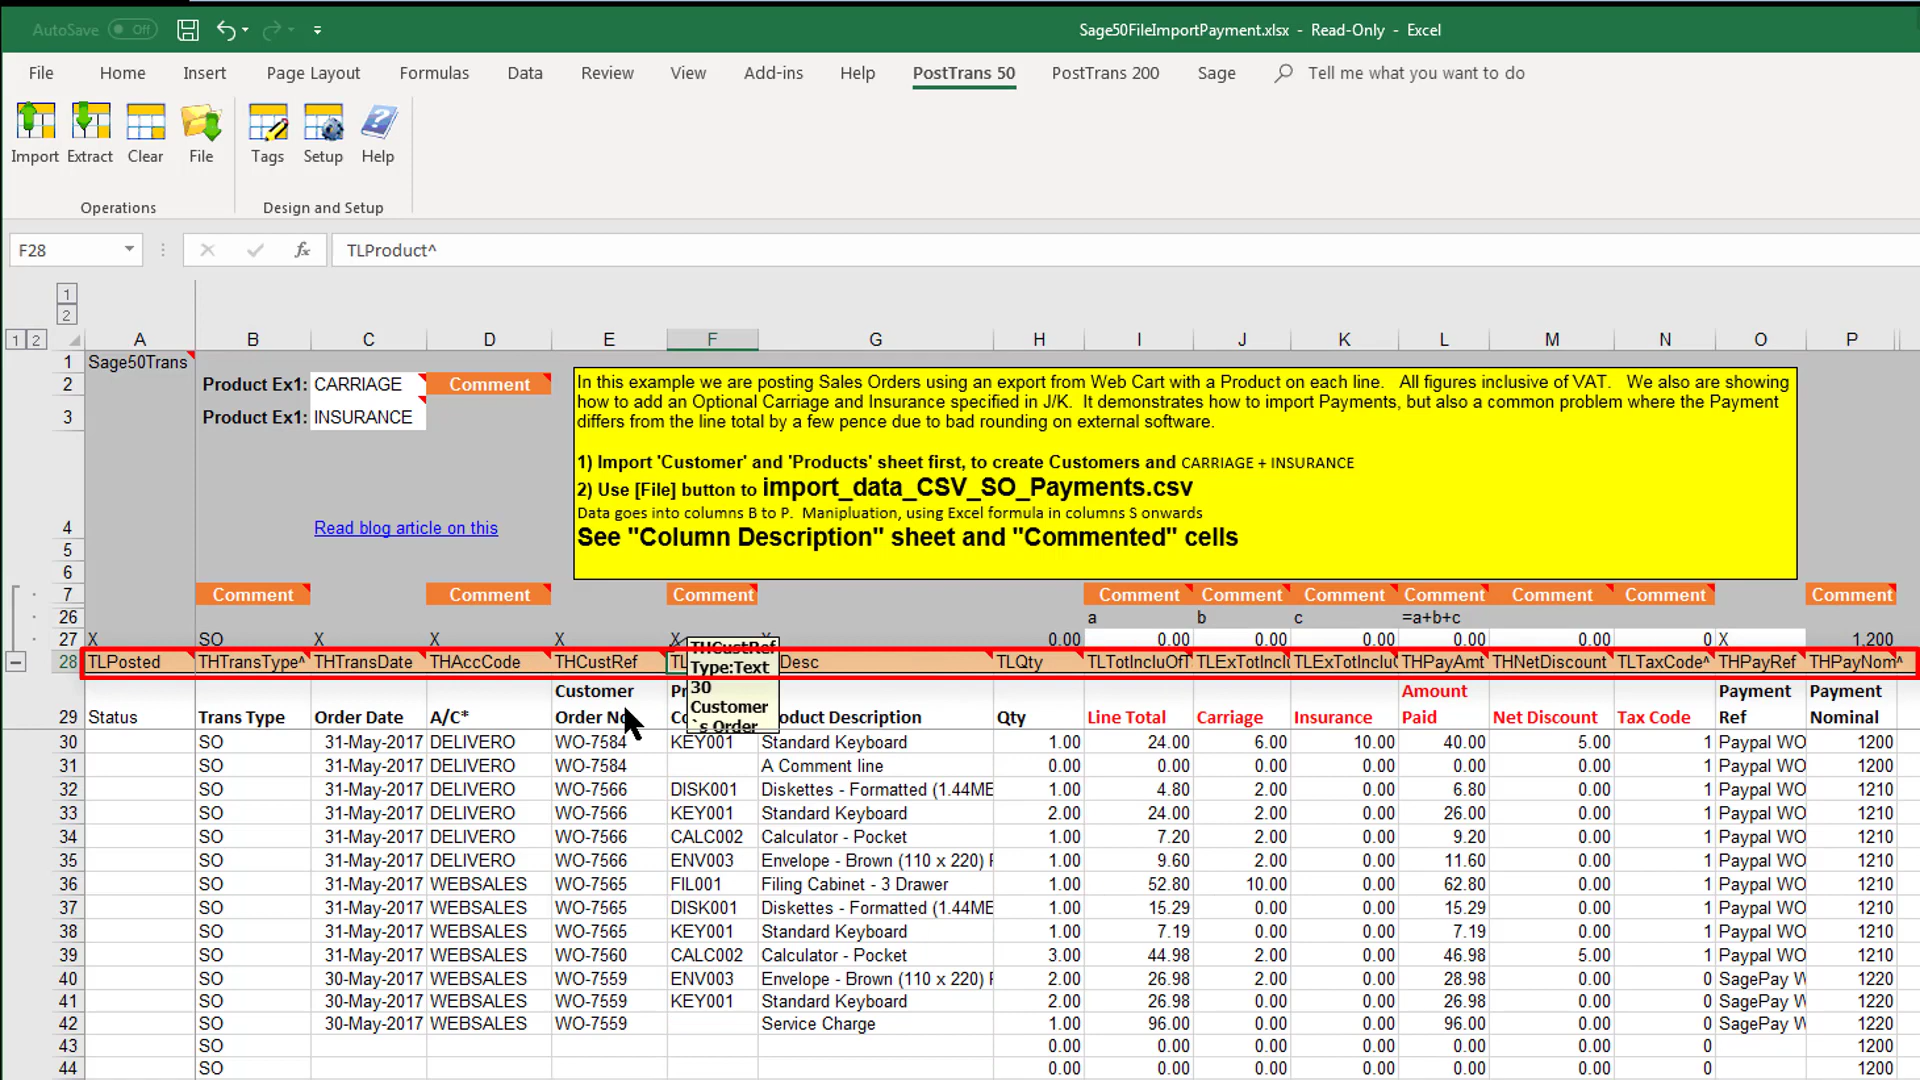 AutoSave Off
Sage50FileImportPayment.xlsx - Read-Only - Excel
File Home Insert Page Layout Formulas Data Review View Add-ins Help PostTrans 50 PostTrans 200 Sage Tell me what you want to do
Import Extract Clear File Tags Setup Help
Operations Design and Setup
F28 fx TLProduct^
1
2
1 2 A B C D E F G H I J K L M N O P
1 Sage50Trans
2 Product Ex1: CARRIAGE Comment
3 Product Ex1: INSURANCE
In this example we are posting Sales Orders using an export from Web Cart with a Product on each line. All figures inclusive of VAT. We also are showing
how to add an Optional Carriage and Insurance specified in J/K. It demonstrates how to import Payments, but also a common problem where the Payment
differs from the line total by a few pence due to bad rounding on external software.
1) Import 'Customer' and 'Products' sheet first, to create Customers and CARRIAGE + INSURANCE
2) Use [File] button to import_data_CSV_SO_Payments.csv
Data goes into columns B to P. Manipluation, using Excel formula in columns S onwards
See "Column Description" sheet and "Commented" cells
4 Read blog article on this
5
6
7 Comment Comment Comment Comment Comment Comment Comment Comment Comment Comment
26 a b c =a+b+c
27 X SO X X X X 0.00 0.00 0.00 0.00 0.00 0.00 0 X 1,200
28 TLPosted THTransType^ THTransDate THAccCode THCustRef TL Desc TLQty TLTotIncluOfT TLExTotIncl TLExTotInclu THPayAmt THNetDiscount TLTaxCode^ THPayRef THPayNom^
THCustRef
Type:Text
30
Customer
`s Order
Customer Pr Amount Payment Payment
29 Status Trans Type Order Date A/C* Order No Co oduct Description Qty Line Total Carriage Insurance Paid Net Discount Tax Code Ref Nominal
30 SO 31-May-2017 DELIVERO WO-7584 KEY001 Standard Keyboard 1.00 24.00 6.00 10.00 40.00 5.00 1 Paypal WO 1200
31 SO 31-May-2017 DELIVERO WO-7584 A Comment line 0.00 0.00 0.00 0.00 0.00 0.00 1 Paypal WO 1200
32 SO 31-May-2017 DELIVERO WO-7566 DISK001 Diskettes - Formatted (1.44ME 1.00 4.80 2.00 0.00 6.80 0.00 1 Paypal WO 1210
33 SO 31-May-2017 DELIVERO WO-7566 KEY001 Standard Keyboard 2.00 24.00 2.00 0.00 26.00 0.00 1 Paypal WO 1210
34 SO 31-May-2017 DELIVERO WO-7566 CALC002 Calculator - Pocket 1.00 7.20 2.00 0.00 9.20 0.00 1 Paypal WO 1210
35 SO 31-May-2017 DELIVERO WO-7566 ENV003 Envelope - Brown (110 x 220) F 1.00 9.60 2.00 0.00 11.60 0.00 1 Paypal WO 1210
36 SO 31-May-2017 WEBSALES WO-7565 FIL001 Filing Cabinet - 3 Drawer 1.00 52.80 10.00 0.00 62.80 0.00 1 Paypal WO 1210
37 SO 31-May-2017 WEBSALES WO-7565 DISK001 Diskettes - Formatted (1.44ME 1.00 15.29 0.00 0.00 15.29 0.00 1 Paypal WO 1210
38 SO 31-May-2017 WEBSALES WO-7565 KEY001 Standard Keyboard 1.00 7.19 0.00 0.00 7.19 0.00 1 Paypal WO 1210
39 SO 31-May-2017 WEBSALES WO-7560 CALC002 Calculator - Pocket 3.00 44.98 2.00 0.00 46.98 5.00 1 Paypal WO 1210
40 SO 30-May-2017 WEBSALES WO-7559 ENV003 Envelope - Brown (110 x 220) F 2.00 26.98 2.00 0.00 28.98 0.00 0 SagePay W 1220
41 SO 30-May-2017 WEBSALES WO-7559 KEY001 Standard Keyboard 2.00 26.98 0.00 0.00 26.98 0.00 0 SagePay W 1220
42 SO 30-May-2017 WEBSALES WO-7559 Service Charge 1.00 96.00 0.00 0.00 96.00 0.00 0 SagePay W 1220
43 SO 0.00 0.00 0.00 0.00 0.00 0.00 0 1200
44 SO 0.00 0.00 0.00 0.00 0.00 0.00 0 1200